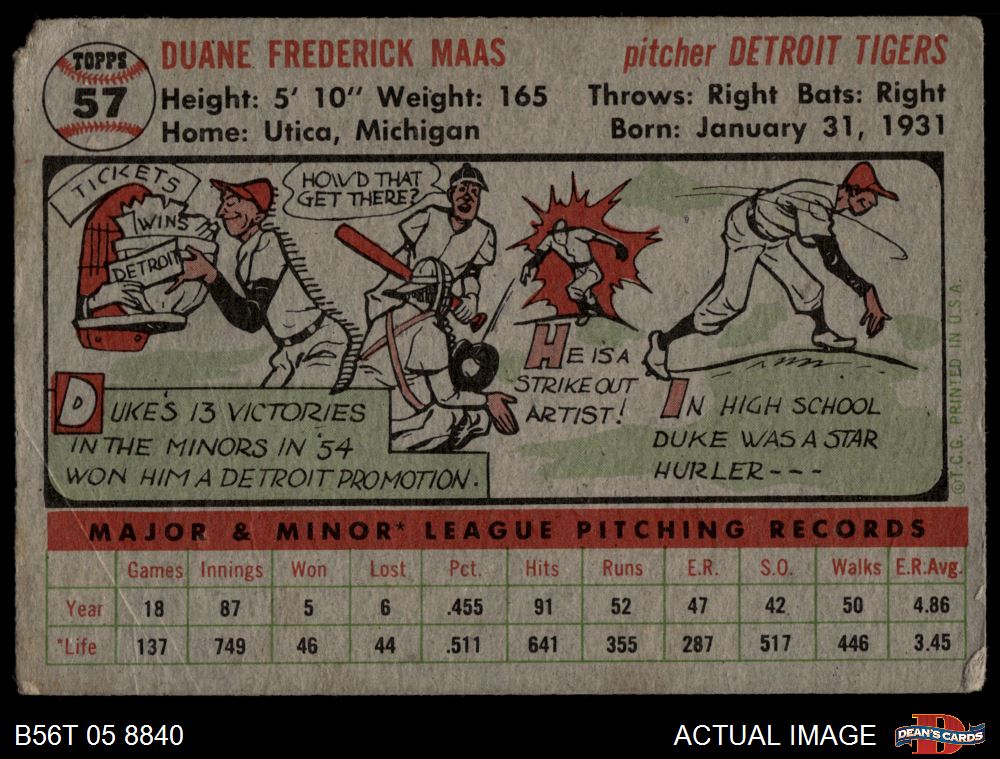 TOPPS
57
DUANE FREDERICK MAAS
pitcher DETROIT TIGERS
Height: 5' 10" Weight: 165 Throws: Right Bats: Right
Home: Utica, Michigan Born: January 31, 1931
TICKETS
WINS
DETROIT
HOW'D THAT
GET THERE?
DUKE'S 13 VICTORIES
IN THE MINORS IN '54
WON HIM A DETROIT PROMOTION.
HE IS A
STRIKE OUT
ARTIST!
IN HIGH SCHOOL
DUKE WAS A STAR
HURLER---
©T.C.G. PRINTED IN U.S.A.
MAJOR & MINOR* LEAGUE PITCHING RECORDS
Games Innings Won Lost Pct. Hits Runs E.R. S.O. Walks E.R.Avg.
Year 18 87 5 6 .455 91 52 47 42 50 4.86
*Life 137 749 46 44 .511 641 355 287 517 446 3.45
B56T 05 8840
ACTUAL IMAGE
DEAN'S CARDS